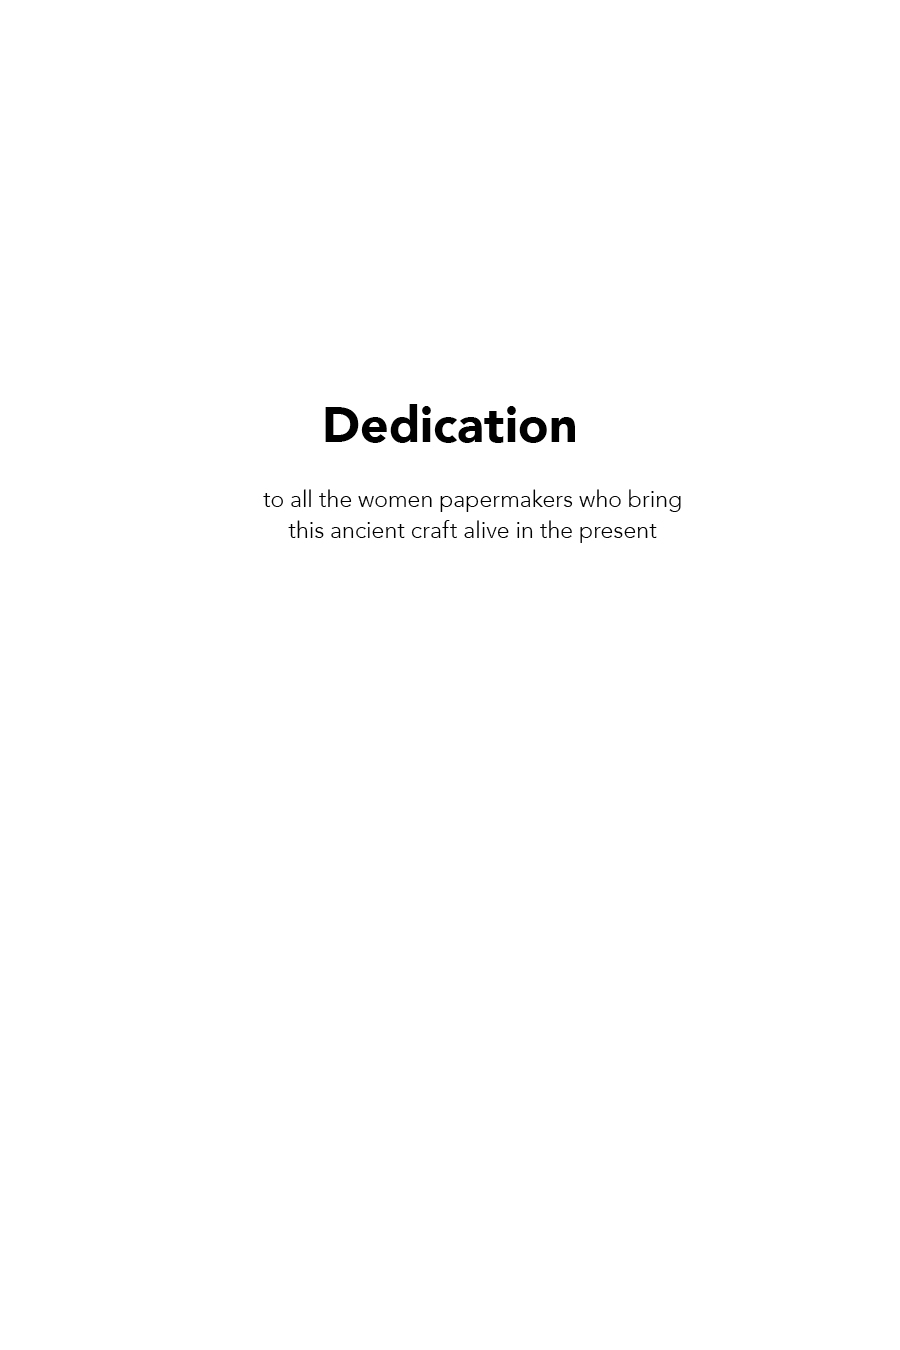 Dedication
to all the women papermakers who bring
this ancient craft alive in the present